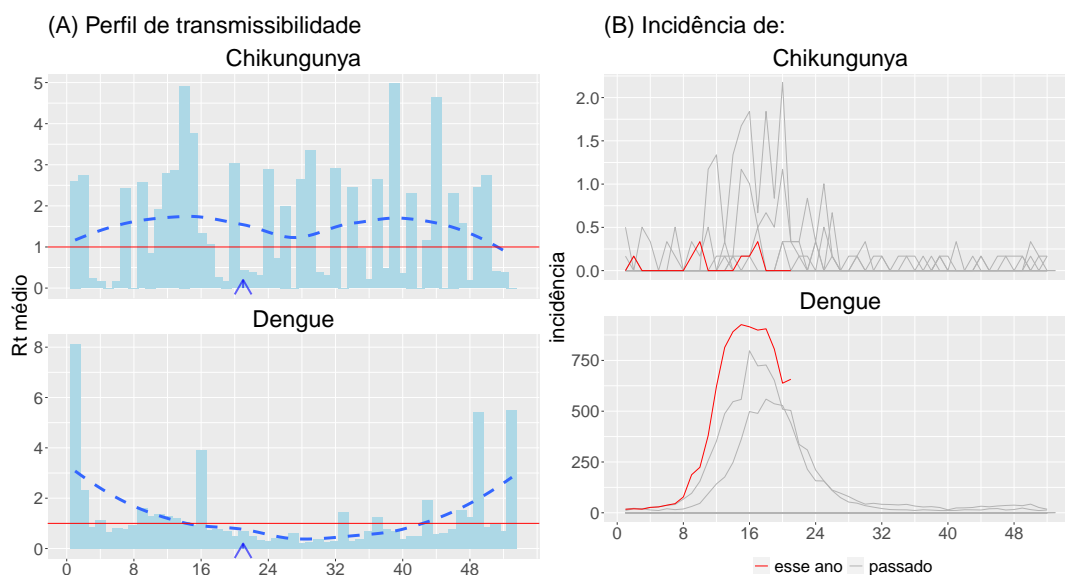 (A) Perfil de transmissibilidade
Chikungunya
5
4
3
2
1
0
Dengue
8
6
4
2
0
0 8 16 24 32 40 48
Rt médio
(B) Incidência de:
Chikungunya
2.0
1.5
1.0
0.5
0.0
Dengue
750
500
250
0
0 8 16 24 32 40 48
incidência
esse ano passado